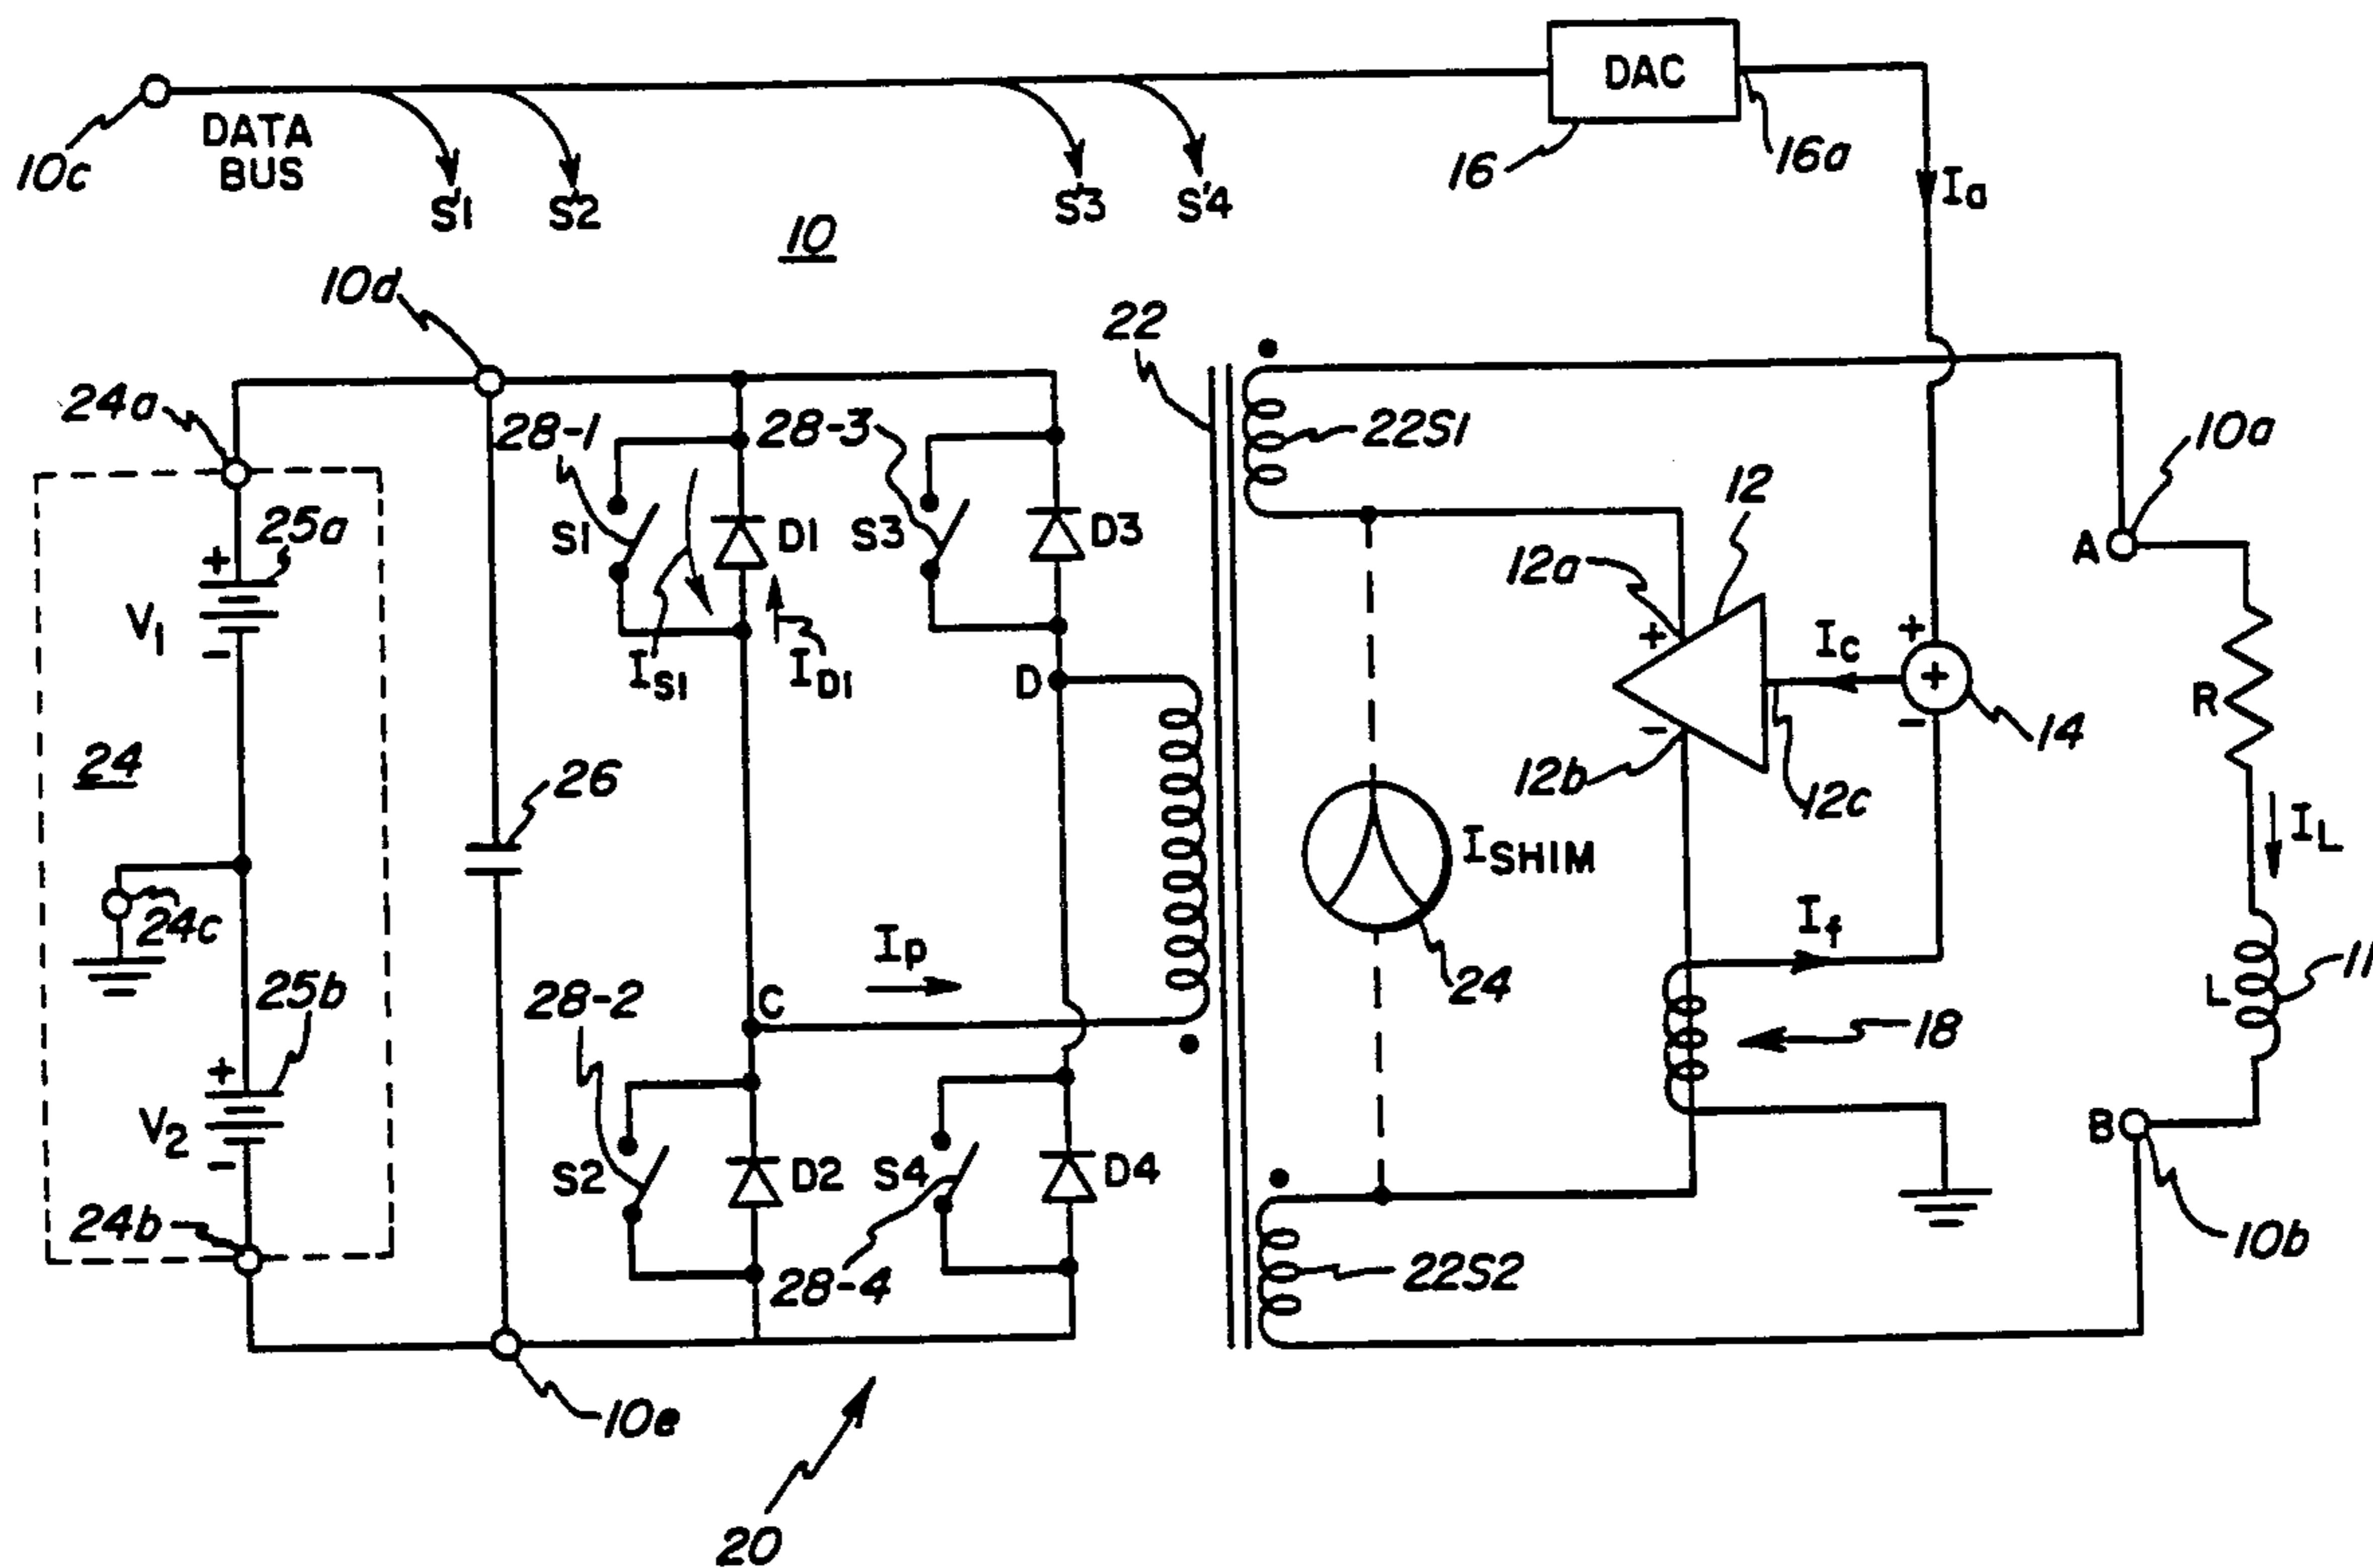 DAC
DATA
BUS
10c
S'1
S'2
S'3
S'4
16
16a
Ia
10
10d
22
24a
28-1
28-3
22S1
10a
25a
S1
D1
S3
D3
12
A
12a
+
V1
-
IS1
ID1
D
+
Ic
+
+
R
-
-
14
24
26
12b
12c
ISHIM
IL
24c
If
25b
Ip
24
11
28-2
C
L
18
+
V2
-
S2
D2
S4
D4
B
24b
28-4
22S2
10b
10e
20